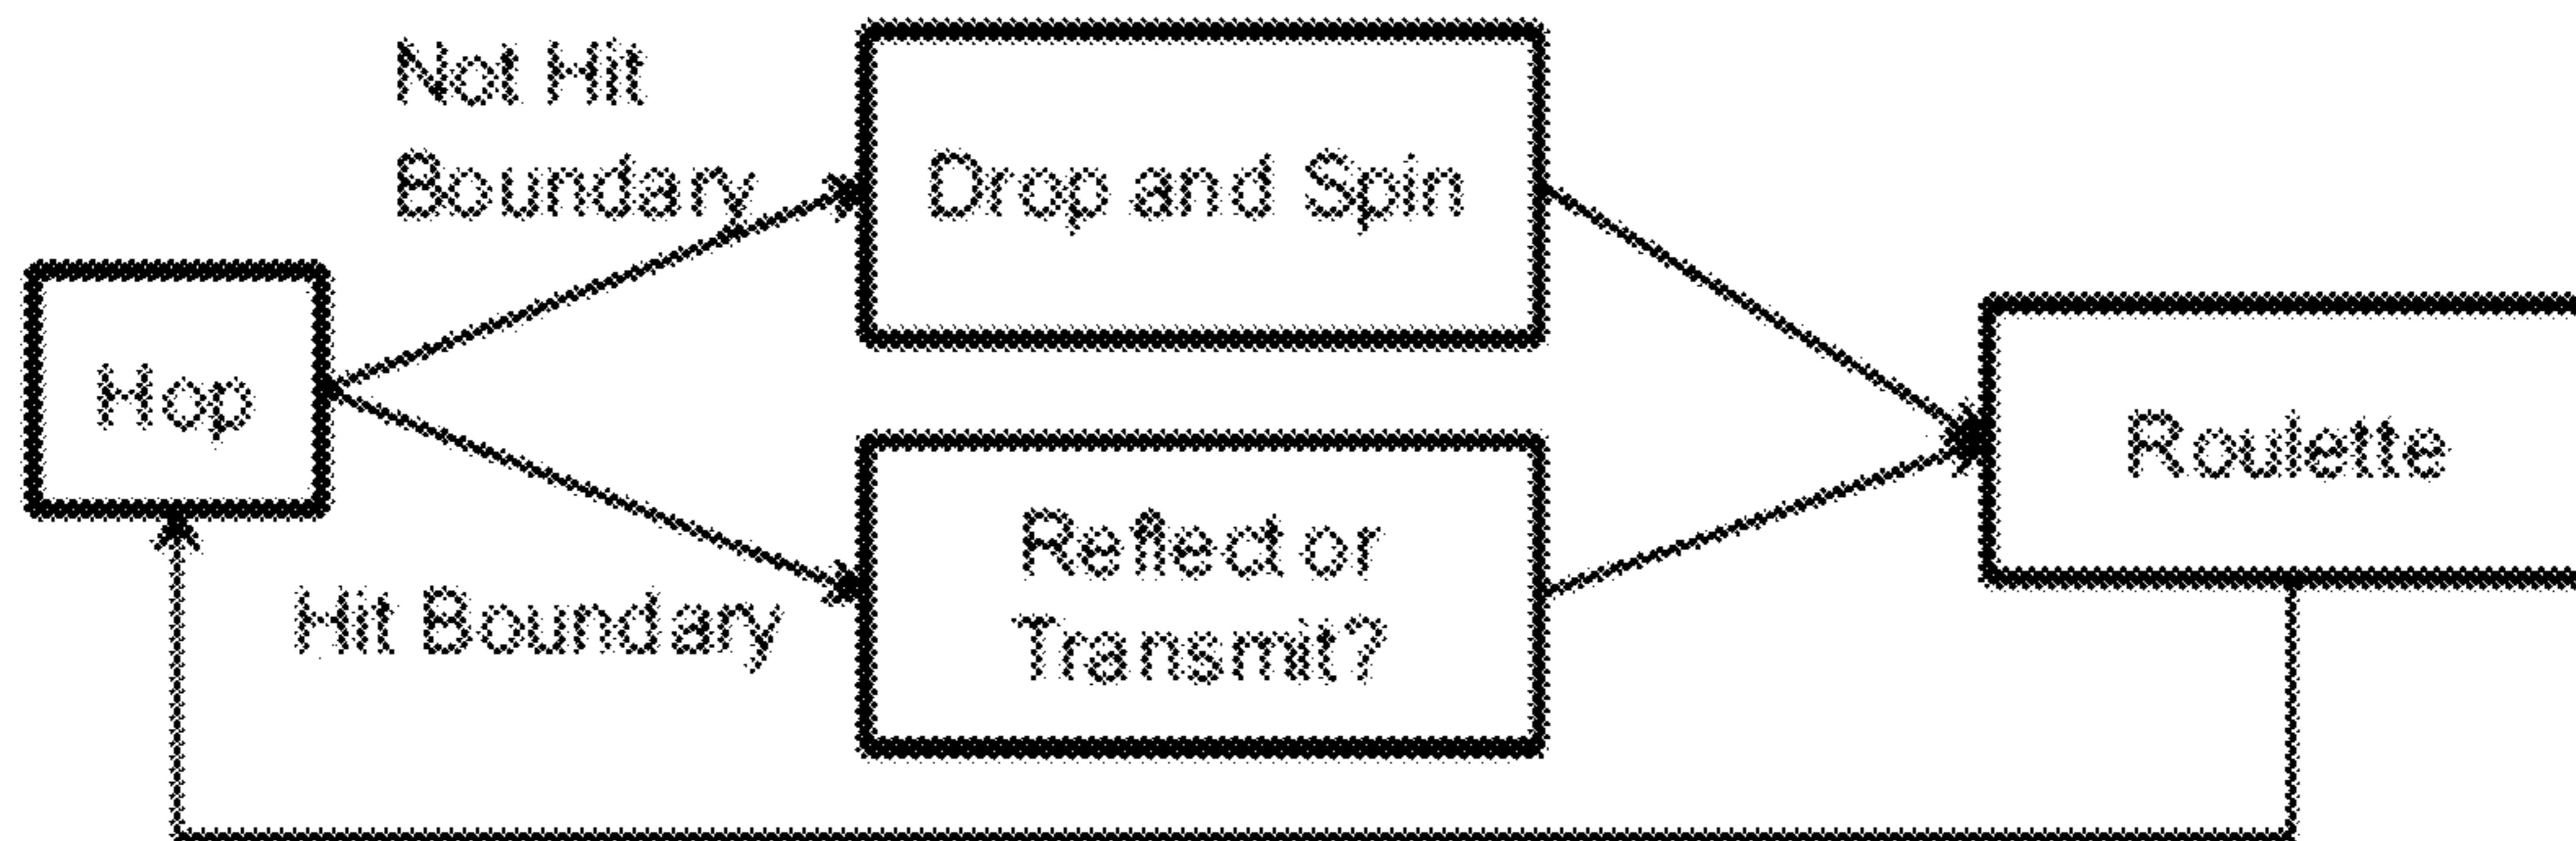 Not Hit
Boundary
Drop and Spin
Hop
Roulette
Reflect or
Transmit?
Hit Boundary